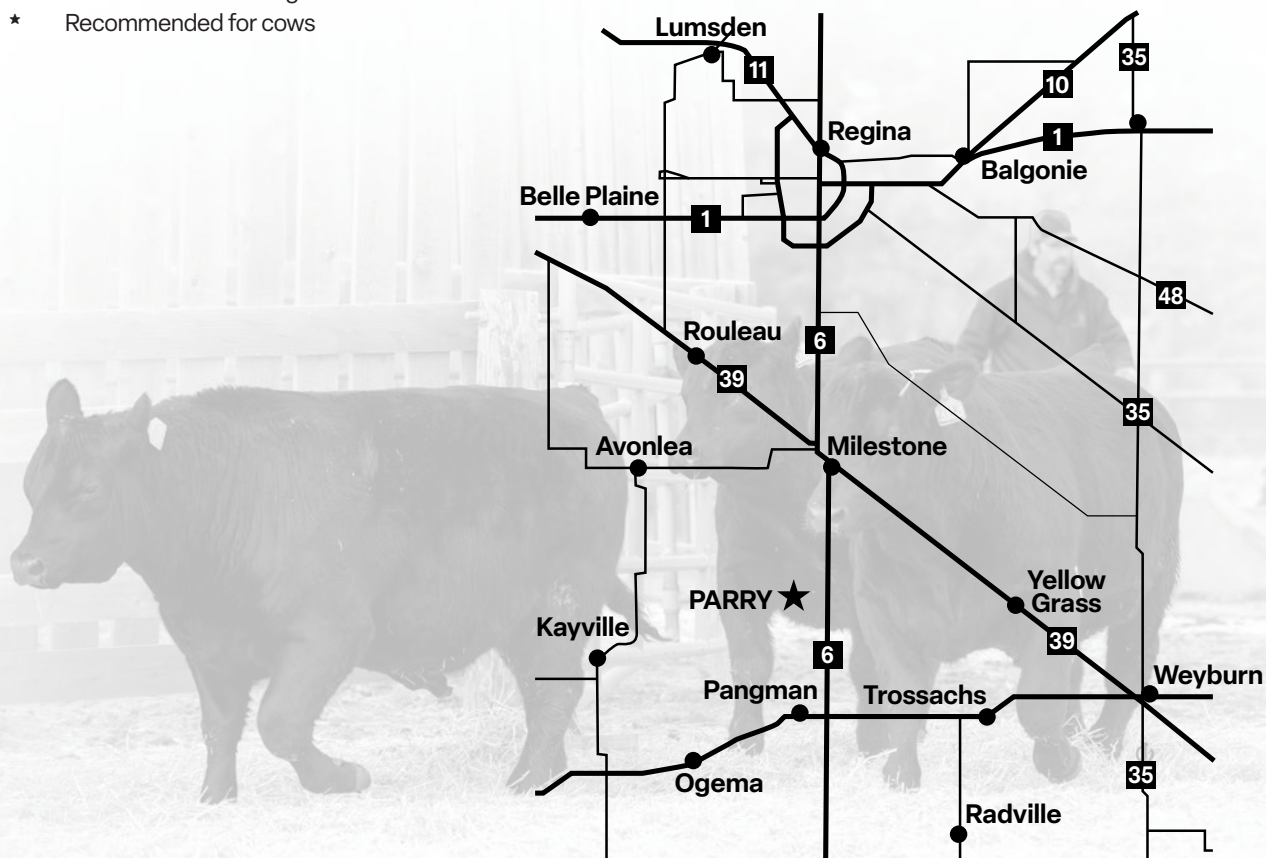 ★ Recommended for cows
Lumsden
35
11
10
Regina
1
Balgonie
Belle Plaine
1
48
Rouleau
6
39
35
Avonlea
Milestone
Yellow
Grass
PARRY
Kayville
39
6
Weyburn
Pangman
Trossachs
35
Ogema
Radville